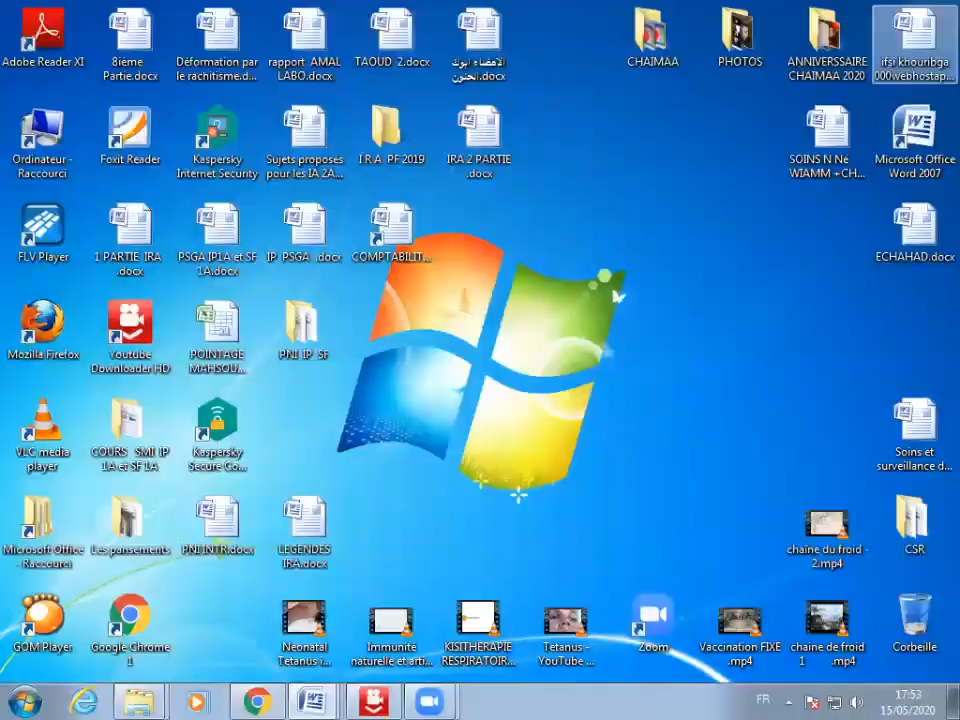 Adobe Reader XI
8ième
Partie.docx
Déformation par
le rachitisme.d...
rapport AMAL
LABO.docx
TAOUD 2.docx
الاهضاء ابوك
الحنون.docx
CHAIMAA
PHOTOS
ANNIVERSSAIRE
CHAIMAA 2020
ifsi khouribga
000webhostap...
Ordinateur -
Raccourci
Foxit Reader
Kaspersky
Internet Security
Sujets proposes
pour les IA 2A...
I R A PF 2019
IRA 2 PARTIE
.docx
SOINS N Né
WIAMM +CH...
Microsoft Office
Word 2007
FLV Player
1 PARTIE IRA
.docx
PSGA IP1A et SF
1A.docx
IP PSGA .docx
COMPTABILIT...
ECHAHAD.docx
Mozilla Firefox
Youtube
Downloader HD
POINTAGE
MAHSOU...
PNI IP SF
VLC media
player
COURS SMI IP
1A et SF 1A
Kaspersky
Secure Co...
Soins et
surveillance d...
Microsoft Office
- Raccourci
Les pansements
PNI INTR.docx
LEGENDES
IRA.docx
chaine du froid -
2.mp4
CSR
GOM Player
Google Chrome
1
Neonatal
Tetanus i...
Immunité
naturelle et arti...
KISITHERAPIE
RESPIRATOIR...
Tetanus -
YouTube ...
Zoom
Vaccination FIXE
.mp4
chaine de froid
1 .mp4
Corbeille
FR
17:53
15/05/2020